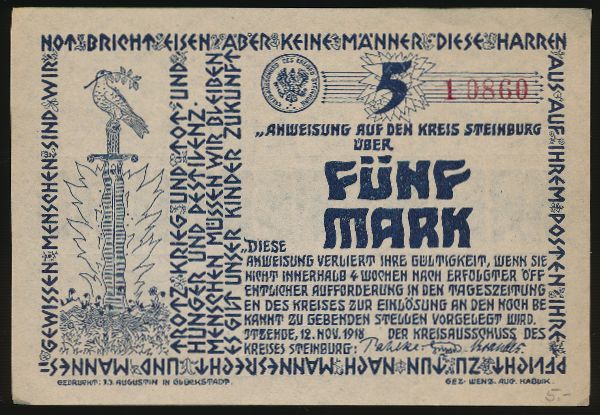 NOT BRICHT EISEN ABER KEINE MÄNNER DIESE HARREN
AUS AUF IHREM POSTEN IHRE
PFLICHT ZU TUN NACH MANNESRECHT UND MANNES
GEWISSEN MENSCHEN SIND WIR
TROTZ KRIEG UND TOT UND
HUNGER UND PESTILENZ.
MENSCHEN MÜSSEN WIR BLEIBEN
ES GILT UNSER KINDER ZUKUNFT
5
10860
„ANWEISUNG AUF DEN KREIS STEINBURG
ÜBER
FÜNF
MARK
„DIESE
ANWEISUNG VERLIERT IHRE GÜLTIGKEIT, WENN SIE
NICHT INNERHALB 4 WOCHEN NACH ERFOLGTER ÖFF
ENTLICHER AUFFORDERUNG IN DEN TAGESZEITUNG
EN DES KREISES ZUR EINLÖSUNG AN DEN NOCH BE
KANNT ZU GEBENDEN STELLEN VORGELEGT WIRD.
ITZEHOE, 12. NOV. 1918 DER KREISAUSSCHUSS DES
KREISES STEINBURG:
GEDRUCKT: J.J. AUGUSTIN IN GLÜCKSTADT.
GEZ. WENZ. AUG. HABLIK.
5.-